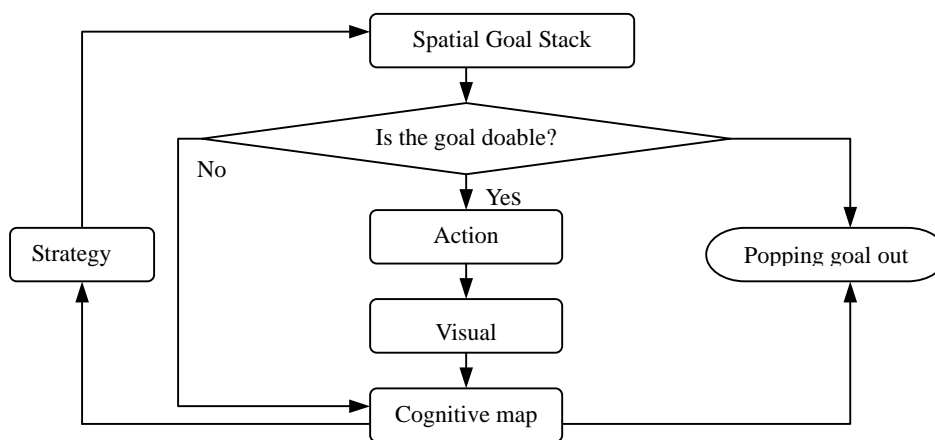 Spatial Goal Stack
Is the goal doable?
No
Yes
Action
Strategy
Popping goal out
Visual
Cognitive map